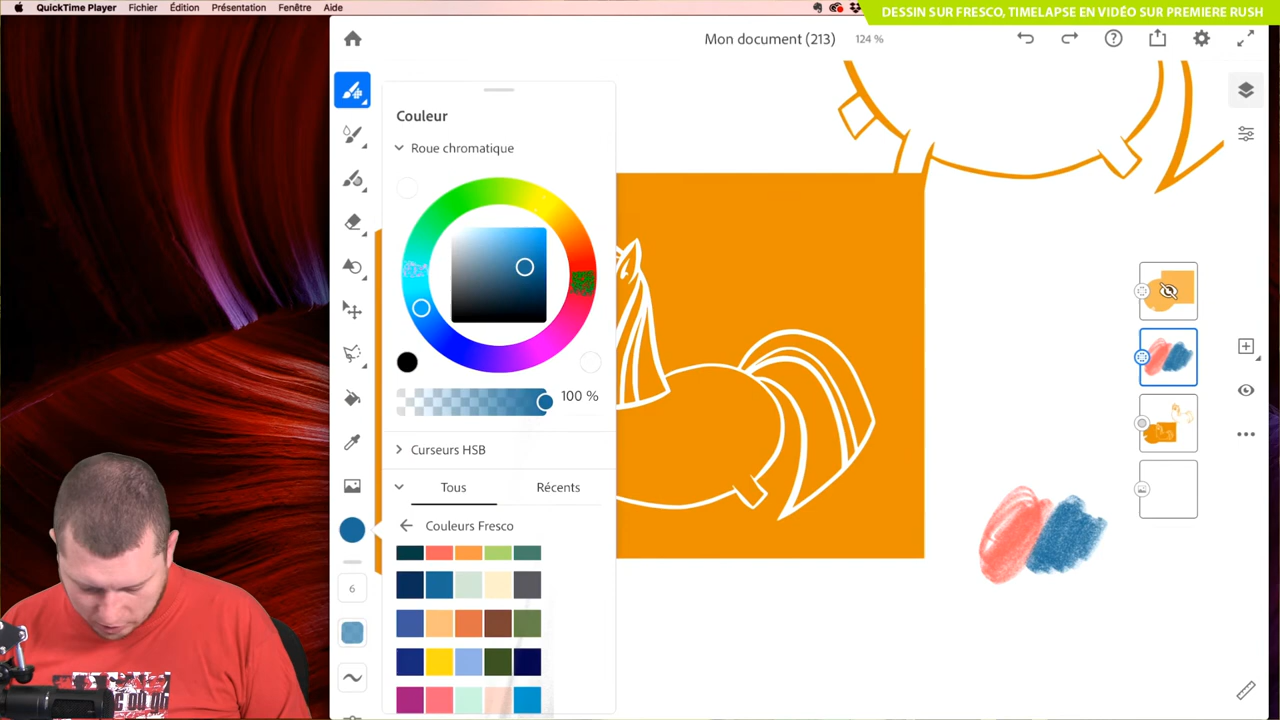 QuickTime Player Fichier Édition Présentation Fenêtre Aide
DESSIN SUR FRESCO, TIMELAPSE EN VIDÉO SUR PREMIERE RUSH
Mon document (213) 124 %
Couleur
Roue chromatique
100 %
Curseurs HSB
Tous Récents
Couleurs Fresco
6